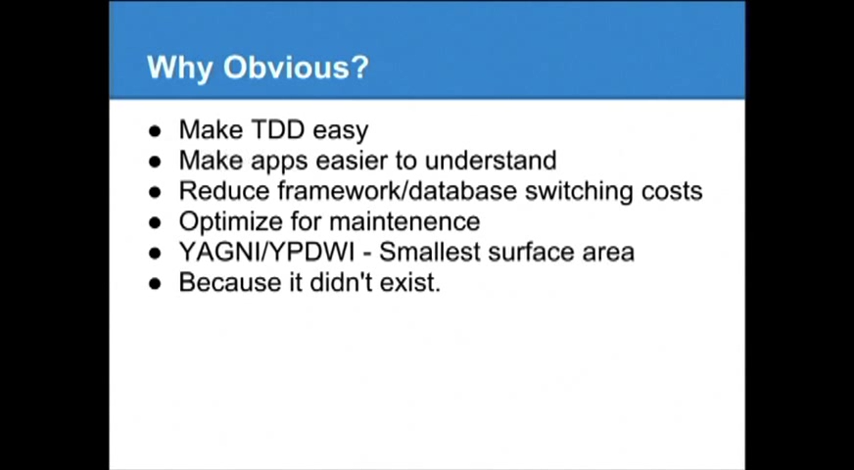 Why Obvious?
● Make TDD easy
● Make apps easier to understand
● Reduce framework/database switching costs
● Optimize for maintenence
● YAGNI/YPDWI - Smallest surface area
● Because it didn't exist.